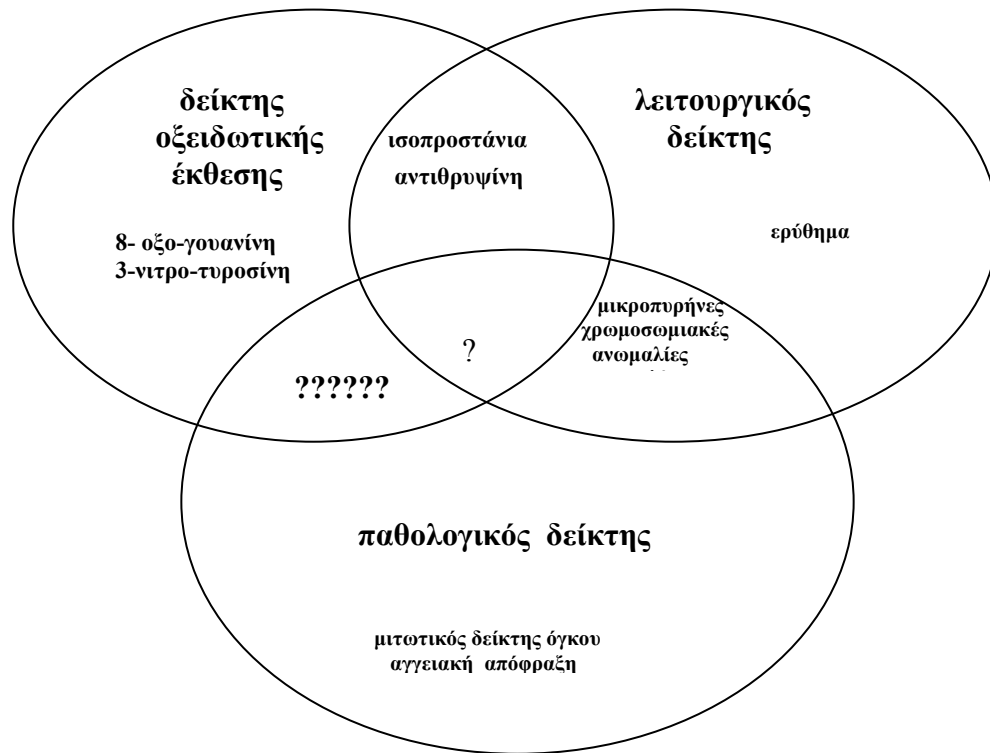 δείκτης
οξειδωτικής
έκθεσης
8- οξο-γουανίνη
3-νιτρο-τυροσίνη
ισοπροστάνια
αντιθρυψίνη
λειτουργικός
δείκτης
ερύθημα
μικροπυρήνες
χρωμοσωμιακές
ανωμαλίες
?
??????
παθολογικός δείκτης
μιτωτικός δείκτης όγκου
αγγειακή απόφραξη